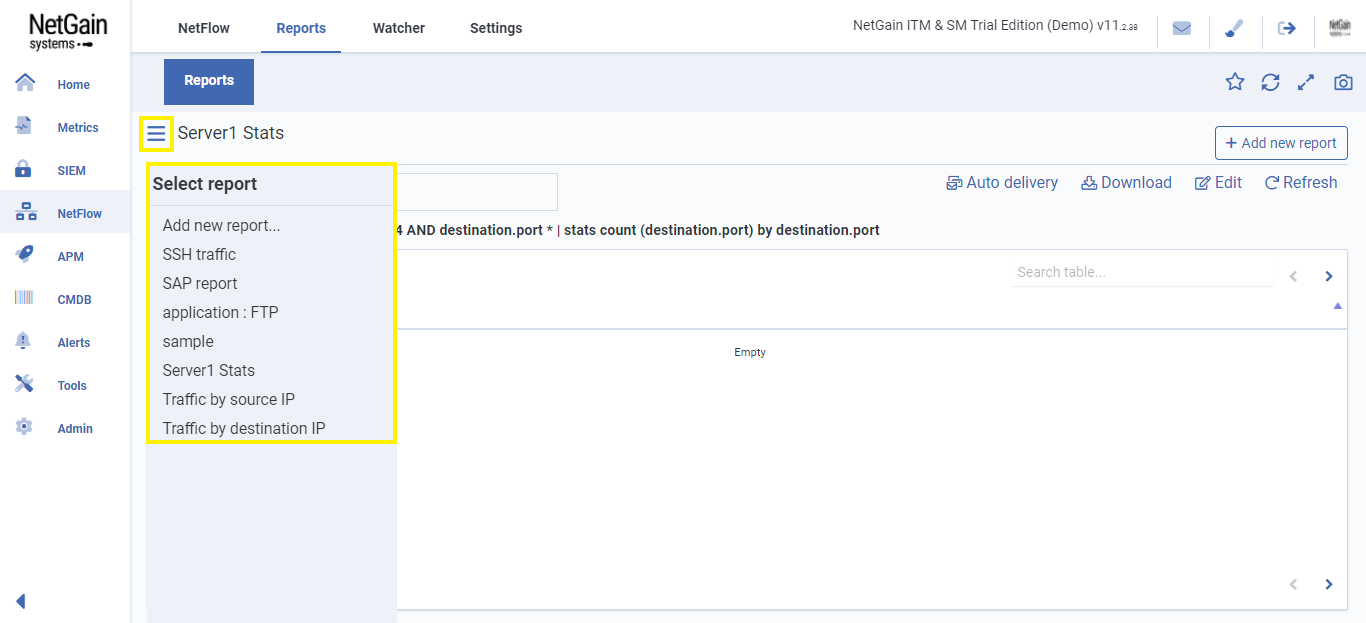 NetGain
systems
NetFlow Reports Watcher Settings
NetGain ITM & SM Trial Edition (Demo) v11.2.38
NetGain
systems
Home
Metrics
SIEM
NetFlow
APM
CMDB
Alerts
Tools
Admin
Reports
Server1 Stats
+ Add new report
Select report
Add new report...
SSH traffic
SAP report
application : FTP
sample
Server1 Stats
Traffic by source IP
Traffic by destination IP
Auto delivery Download Edit Refresh
4 AND destination.port * | stats count (destination.port) by destination.port
Search table...
Empty